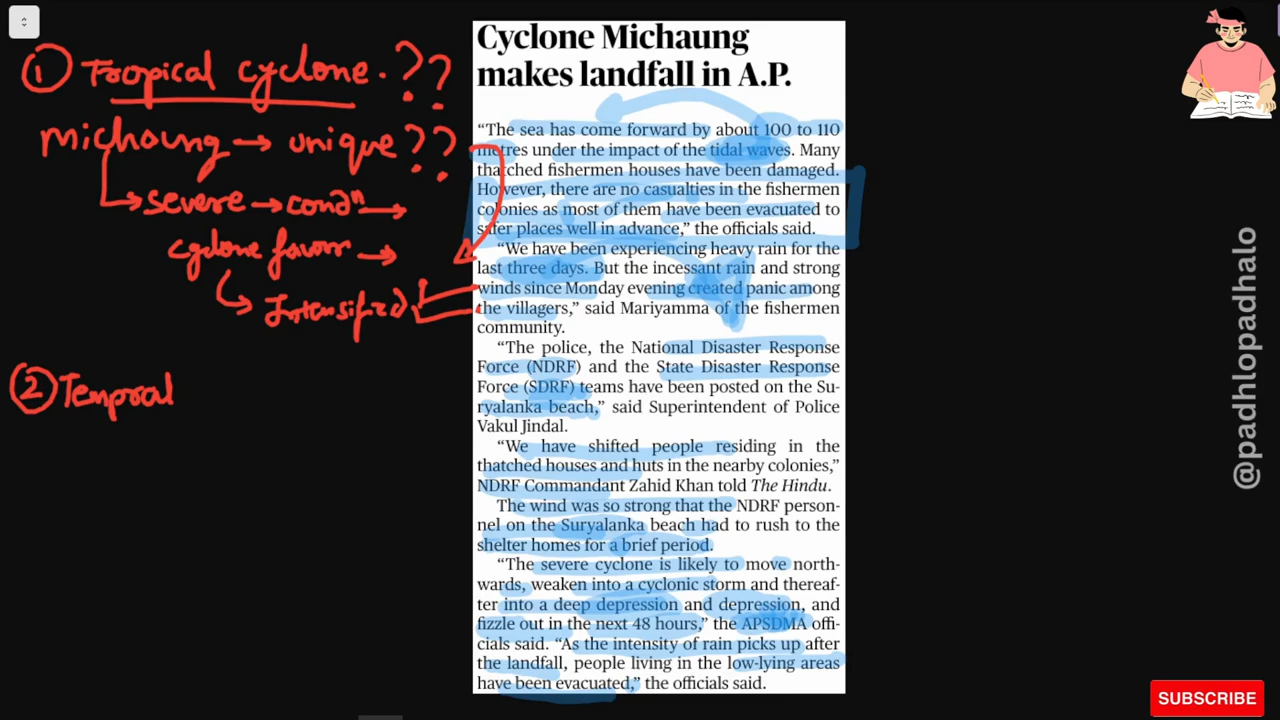 ① Tropical cyclone. ??
michaung → unique ??
↳ severe → condn →
cyclone favor →
↳ Intensified
② Temporal
Cyclone Michaung
makes landfall in A.P.
“The sea has come forward by about 100 to 110
metres under the impact of the tidal waves. Many
thatched fishermen houses have been damaged.
However, there are no casualties in the fishermen
colonies as most of them have been evacuated to
safer places well in advance,” the officials said.
“We have been experiencing heavy rain for the
last three days. But the incessant rain and strong
winds since Monday evening created panic among
the villagers,” said Mariyamma of the fishermen
community.
“The police, the National Disaster Response
Force (NDRF) and the State Disaster Response
Force (SDRF) teams have been posted on the Su-
ryalanka beach,” said Superintendent of Police
Vakul Jindal.
“We have shifted people residing in the
thatched houses and huts in the nearby colonies,”
NDRF Commandant Zahid Khan told The Hindu.
The wind was so strong that the NDRF person-
nel on the Suryalanka beach had to rush to the
shelter homes for a brief period.
“The severe cyclone is likely to move north-
wards, weaken into a cyclonic storm and thereaf-
ter into a deep depression and depression, and
fizzle out in the next 48 hours,” the APSDMA offi-
cials said. “As the intensity of rain picks up after
the landfall, people living in the low-lying areas
have been evacuated,” the officials said.
@padhlopadhalo
SUBSCRIBE